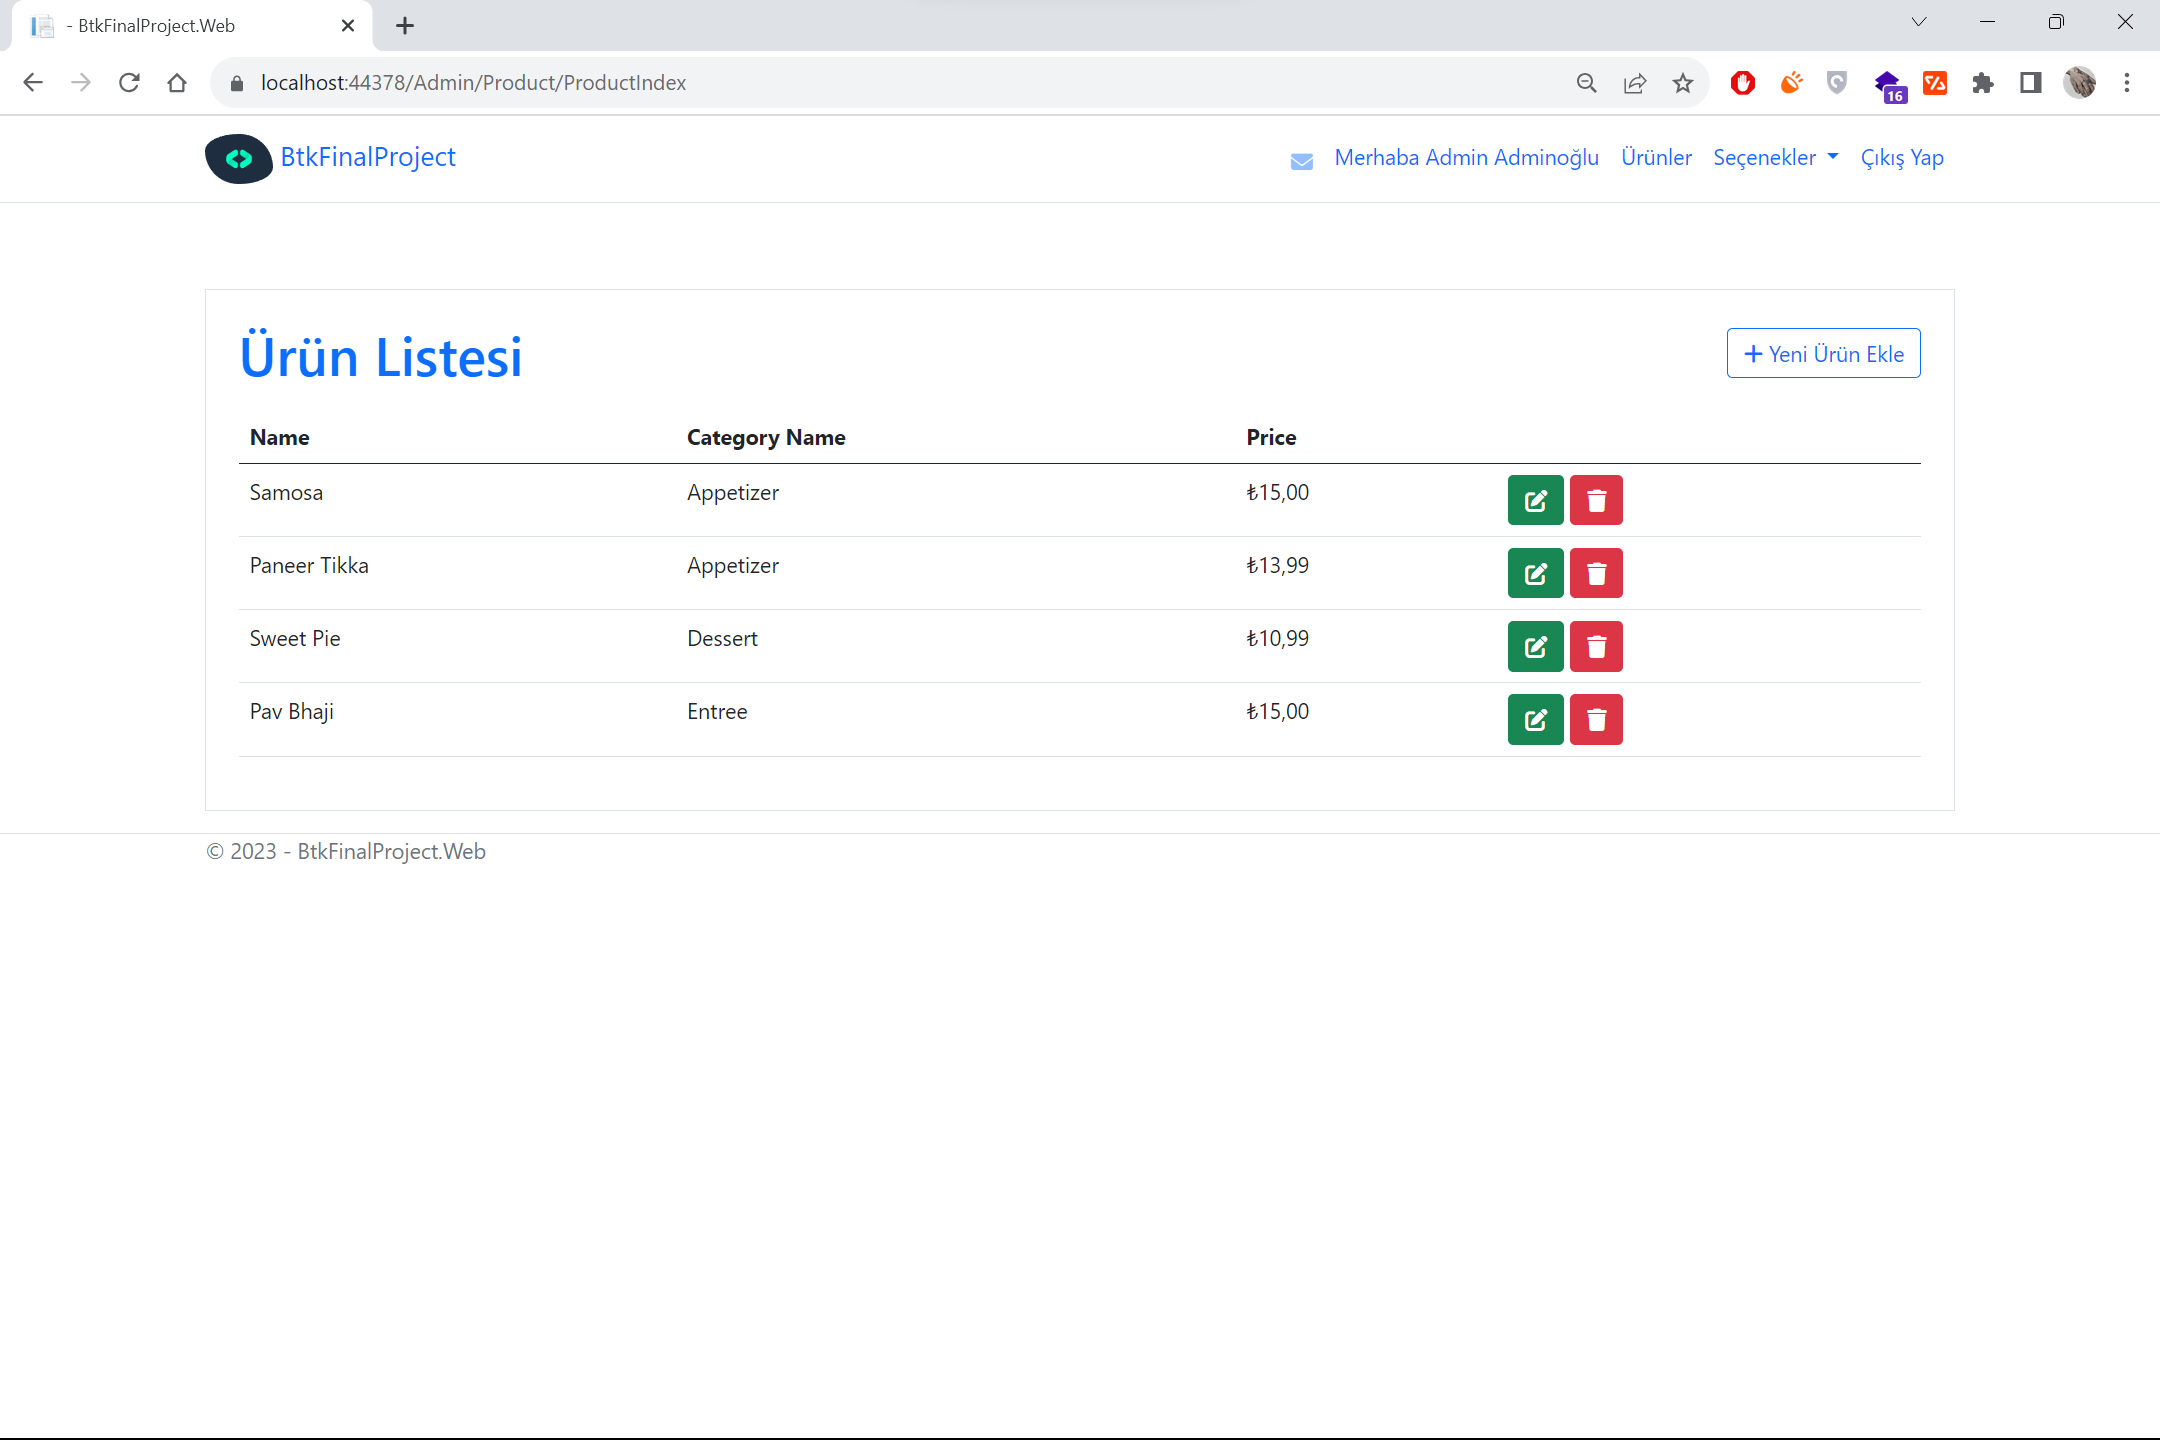 - BtkFinalProject.Web
localhost:44378/Admin/Product/ProductIndex
16
BtkFinalProject
Merhaba Admin Adminoğlu Ürünler Seçenekler Çıkış Yap
Ürün Listesi
+ Yeni Ürün Ekle
Name Category Name Price
Samosa Appetizer ₺15,00
Paneer Tikka Appetizer ₺13,99
Sweet Pie Dessert ₺10,99
Pav Bhaji Entree ₺15,00
© 2023 - BtkFinalProject.Web